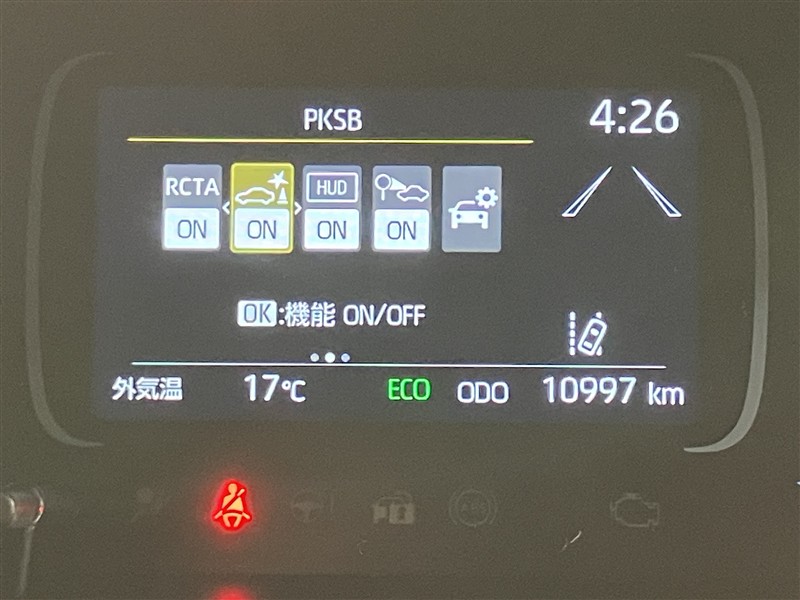 PKSB
4:26
RCTA
HUD
ON
ON
ON
ON
OK:機能 ON/OFF
外気温 17℃ ECO ODO 10997 km
ABS